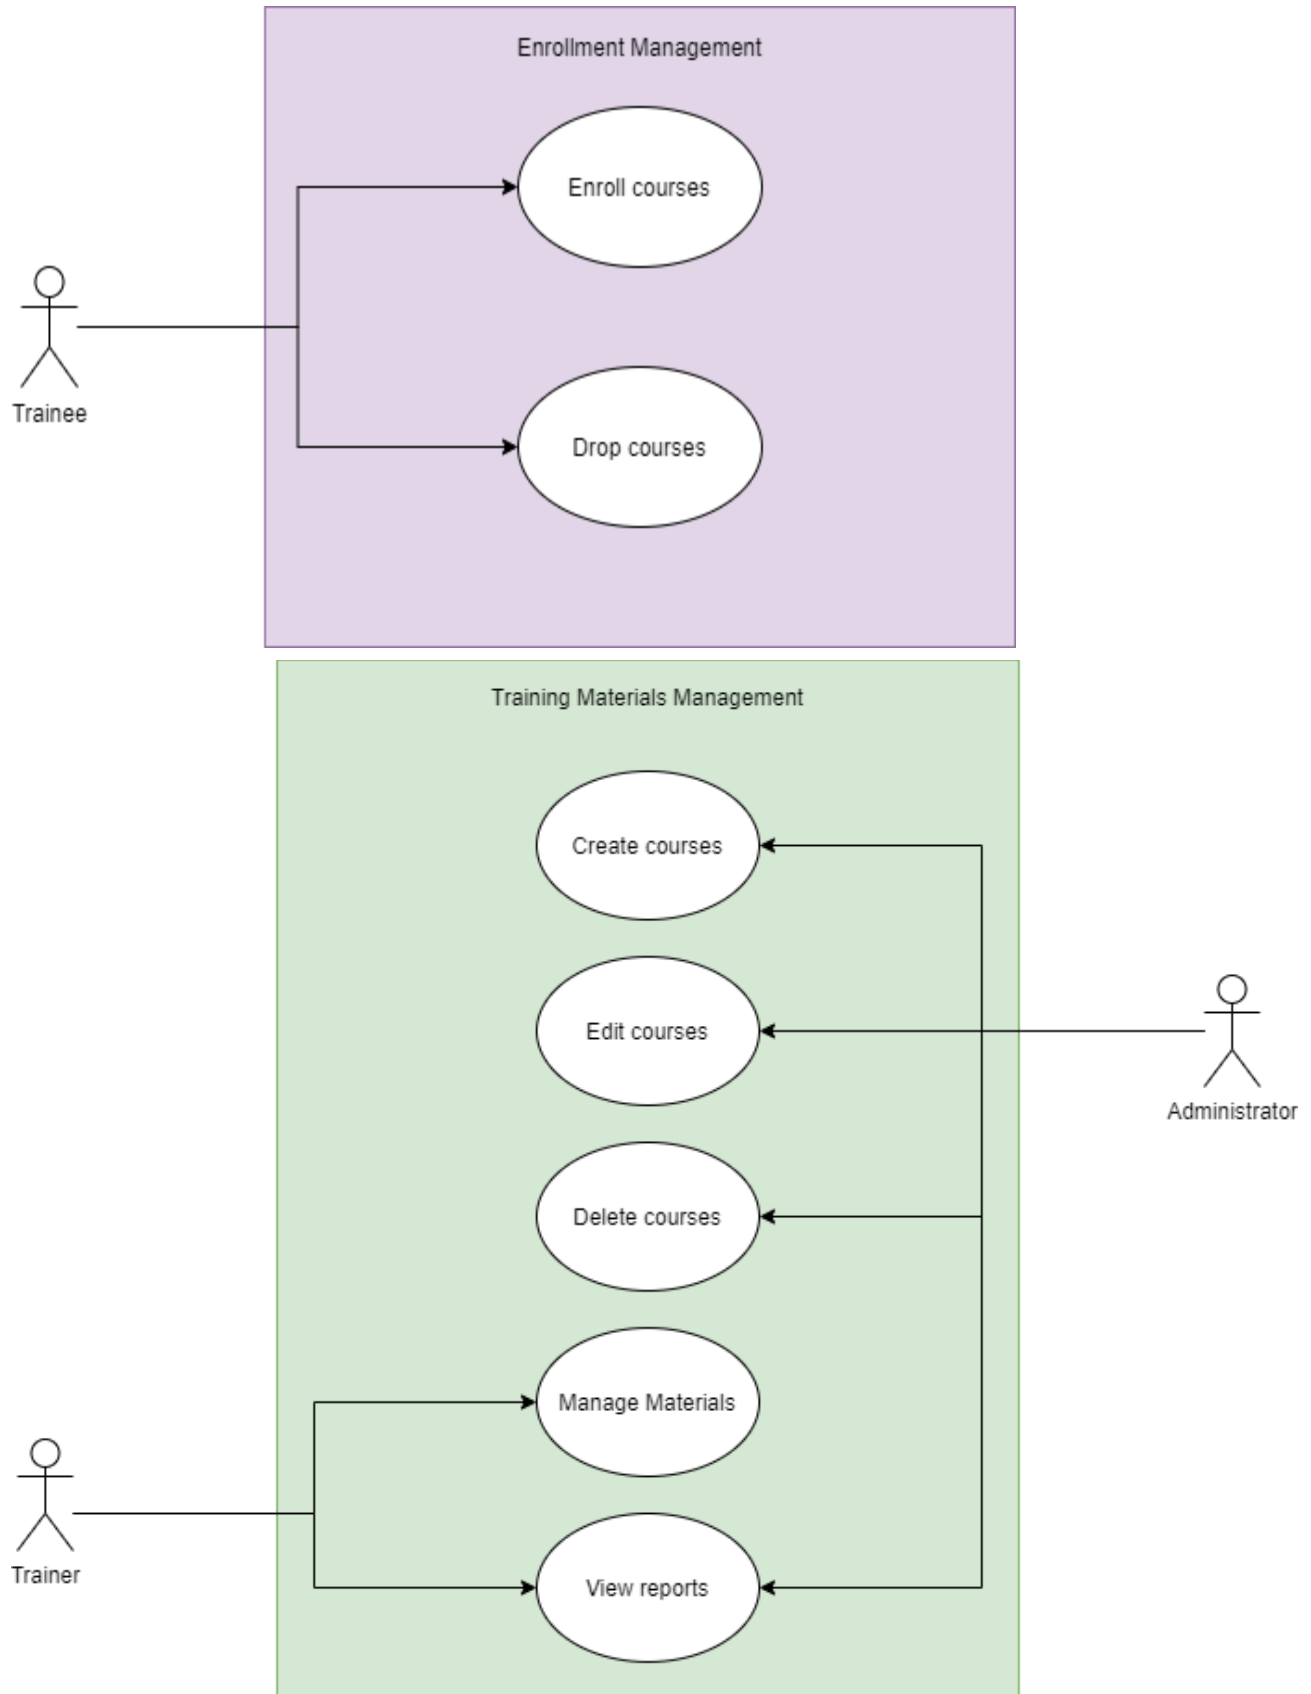 Enrollment Management
Enroll courses
Trainee
Drop courses
Training Materials Management
Create courses
Edit courses
Administrator
Delete courses
Manage Materials
Trainer
View reports